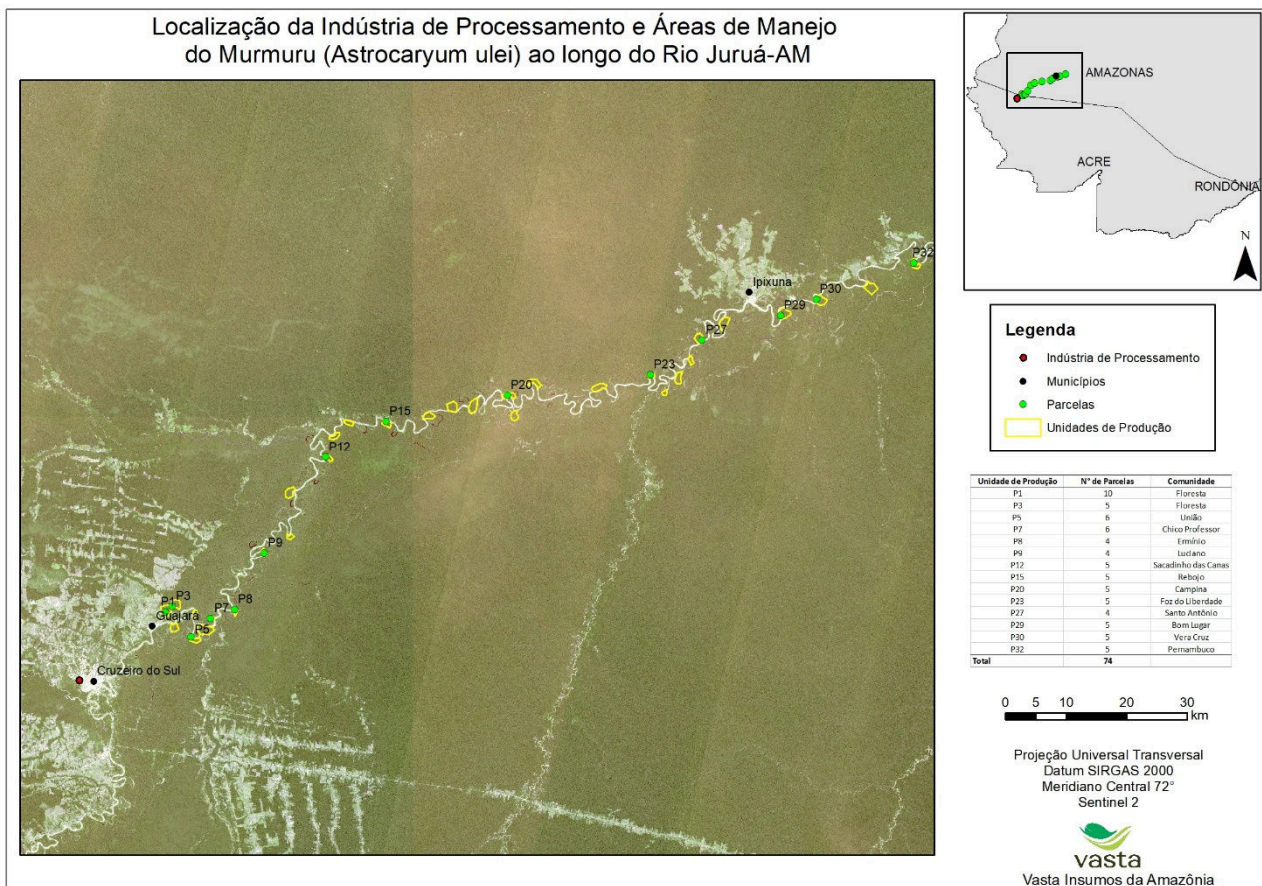 Localização da Indústria de Processamento e Áreas de Manejo
do Murmuru (Astrocaryum ulei) ao longo do Rio Juruá-AM
P32
Ipixuna
P30
P29
P27
P23
P20
P15
P12
P9
P3
P1
P8
P7
Guajará
P5
Cruzeiro do Sul
AMAZONAS
ACRE
RONDÔNIA
N
Legenda
Indústria de Processamento
Municípios
Parcelas
Unidades de Produção
Unidade de Produção N° de Parcelas Comunidade
P1 10 Floresta
P3 5 Floresta
P5 6 União
P7 6 Chico Professor
P8 4 Ermínio
P9 4 Luciano
P12 5 Sacadinho das Canas
P15 5 Rebojo
P20 5 Campina
P23 5 Foz do Liberdade
P27 4 Santo Antônio
P29 5 Bom Lugar
P30 5 Vera Cruz
P32 5 Pernambuco
Total 74
0 5 10 20 30
km
Projeção Universal Transversal
Datum SIRGAS 2000
Meridiano Central 72°
Sentinel 2
vasta
Vasta Insumos da Amazônia